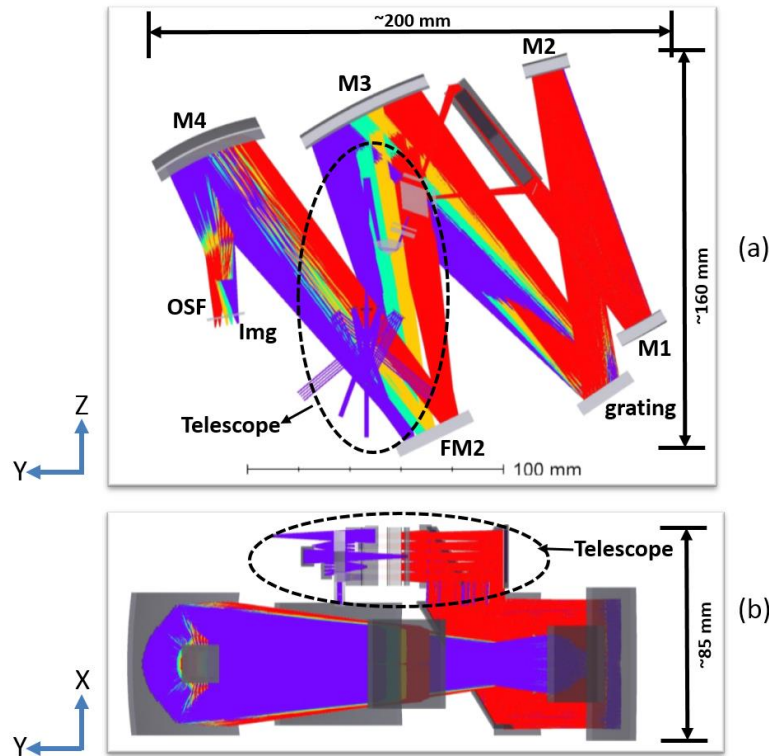 ~200 mm
M2
M3
M4
(a)
~160 mm
OSF
Img
M1
grating
Z
Telescope
FM2
Y
100 mm
Telescope
(b)
~85 mm
X
Y